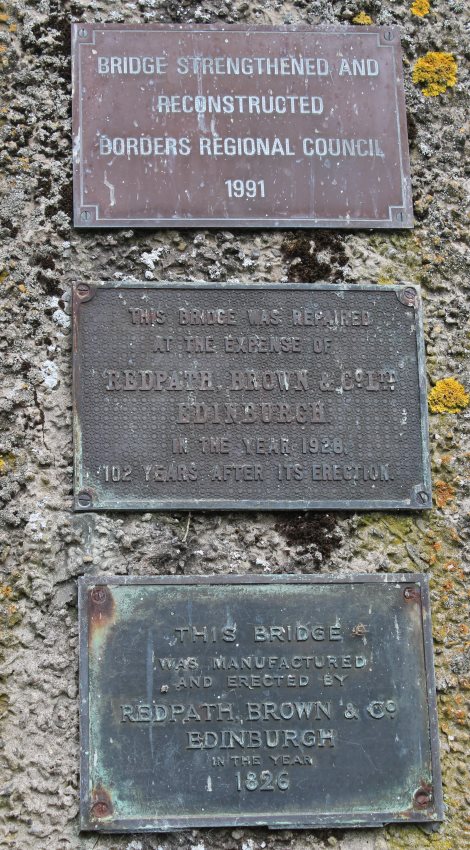 BRIDGE STRENGTHENED AND
RECONSTRUCTED
BORDERS REGIONAL COUNCIL
1991
THIS BRIDGE WAS REPAIRED
AT THE EXPENSE OF
REDPATH, BROWN & CO LTD
EDINBURGH.
IN THE YEAR 1928.
102 YEARS AFTER ITS ERECTION.
THIS BRIDGE
WAS MANUFACTURED
AND ERECTED BY
REDPATH, BROWN & CO
EDINBURGH
IN THE YEAR
1826